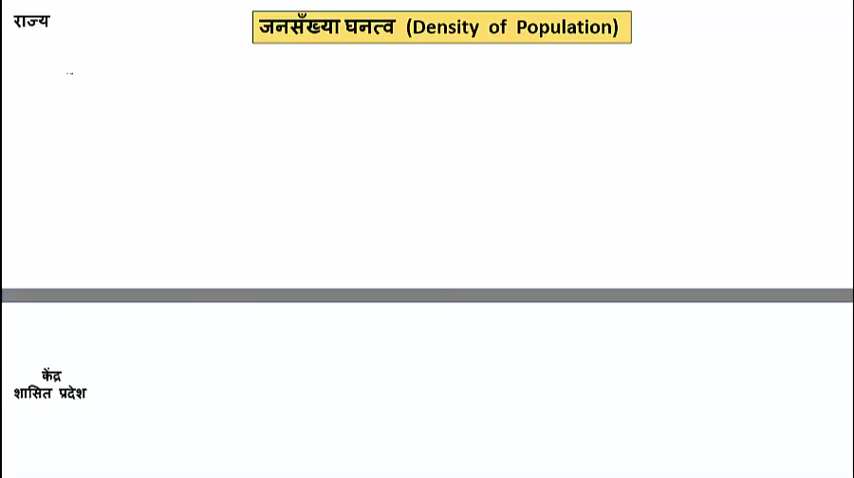 राज्य
जनसँख्या घनत्व (Density of Population)
केंद्र
शासित प्रदेश